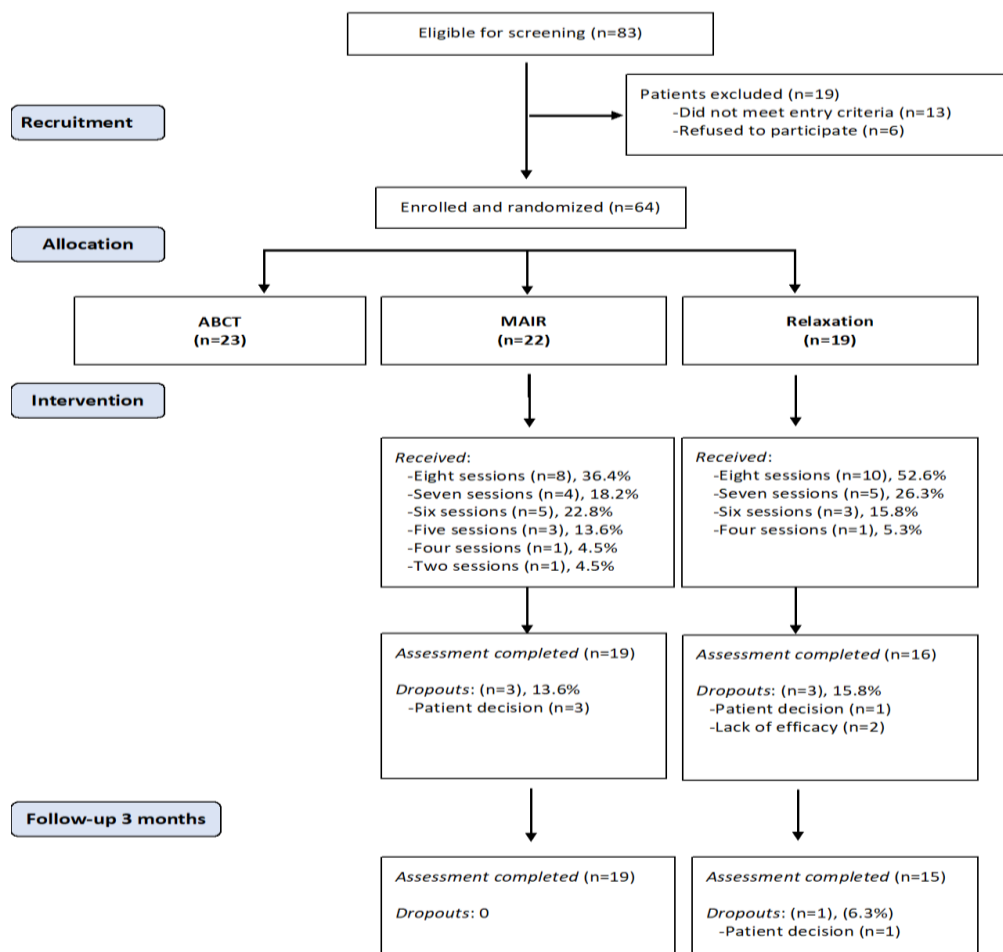 Eligible for screening (n=83)
Patients excluded (n=19)
-Did not meet entry criteria (n=13)
-Refused to participate (n=6)
Recruitment
Enrolled and randomized (n=64)
Allocation
ABCT
(n=23)
MAIR
(n=22)
Relaxation
(n=19)
Intervention
Received:
-Eight sessions (n=8), 36.4%
-Seven sessions (n=4), 18.2%
-Six sessions (n=5), 22.8%
-Five sessions (n=3), 13.6%
-Four sessions (n=1), 4.5%
-Two sessions (n=1), 4.5%
Received:
-Eight sessions (n=10), 52.6%
-Seven sessions (n=5), 26.3%
-Six sessions (n=3), 15.8%
-Four sessions (n=1), 5.3%
Assessment completed (n=19)
Dropouts: (n=3), 13.6%
-Patient decision (n=3)
Assessment completed (n=16)
Dropouts: (n=3), 15.8%
-Patient decision (n=1)
-Lack of efficacy (n=2)
Follow-up 3 months
Assessment completed (n=19)
Dropouts: 0
Assessment completed (n=15)
Dropouts: (n=1), (6.3%)
-Patient decision (n=1)